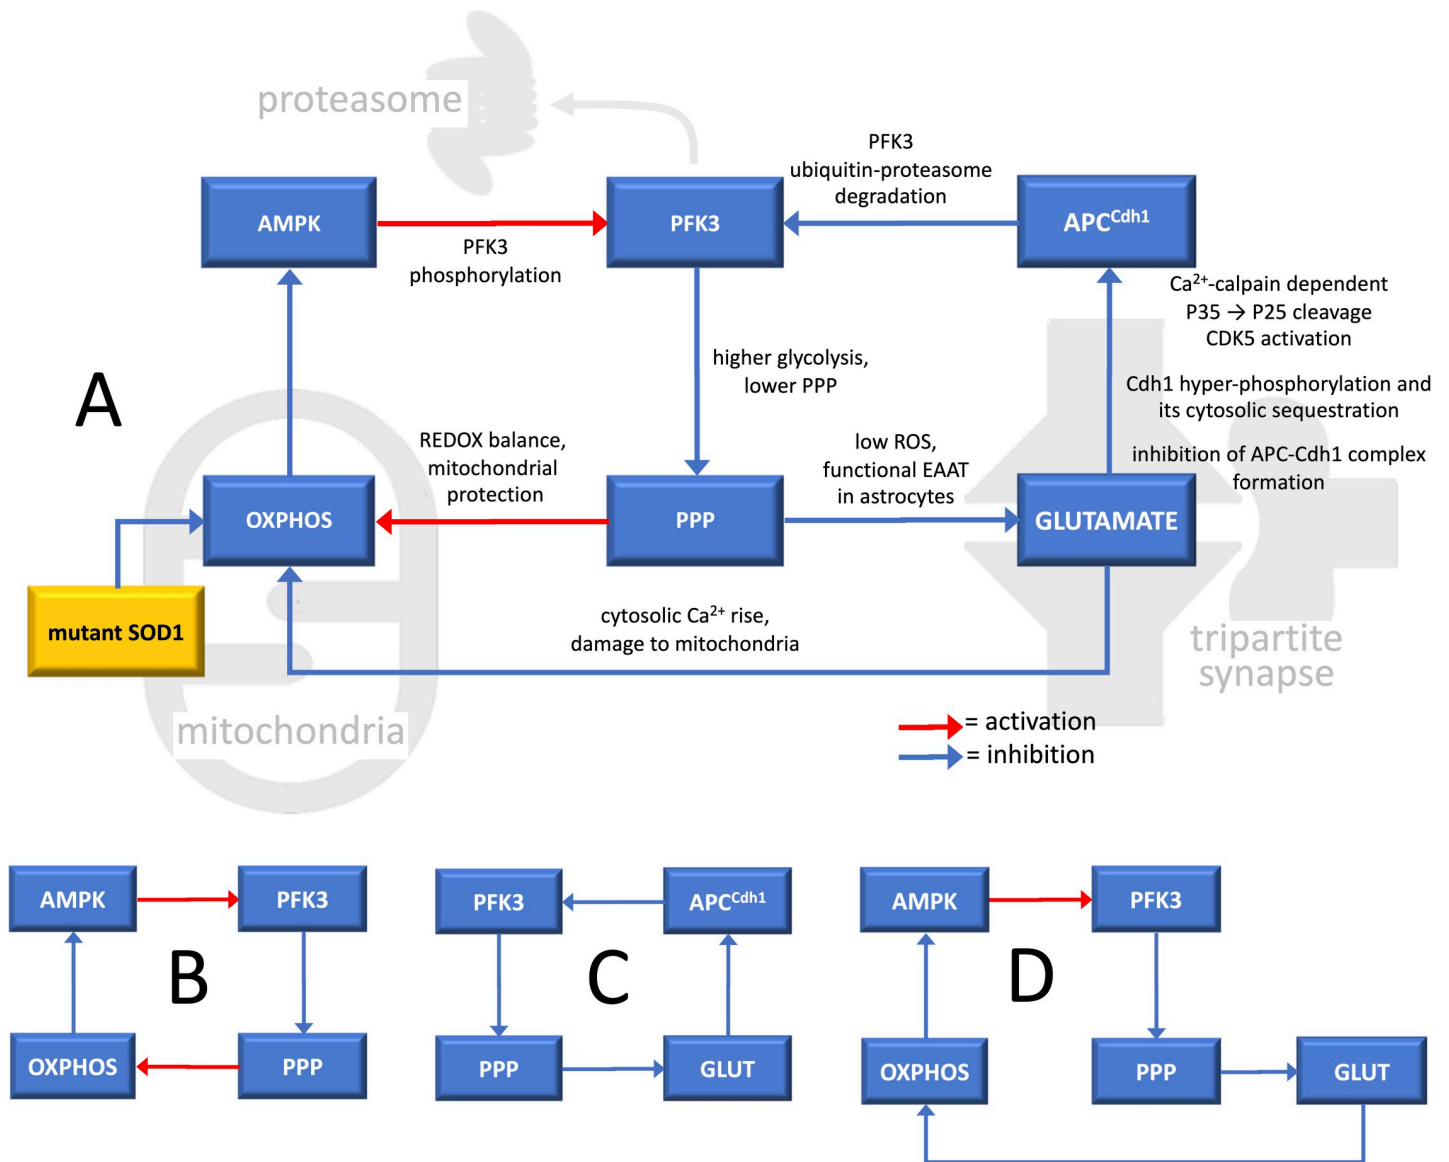 proteasome
PFK3
ubiquitin-proteasome
degradation
AMPK
PFK3
APCCdh1
PFK3
phosphorylation
Ca2+-calpain dependent
P35 → P25 cleavage
CDK5 activation
higher glycolysis,
lower PPP
A
Cdh1 hyper-phosphorylation and
its cytosolic sequestration
REDOX balance,
mitochondrial
protection
low ROS,
functional EAAT
in astrocytes
inhibition of APC-Cdh1 complex
formation
OXPHOS
PPP
GLUTAMATE
mutant SOD1
cytosolic Ca2+ rise,
damage to mitochondria
tripartite
synapse
mitochondria
= activation
= inhibition
AMPK
PFK3
B
OXPHOS
PPP
PFK3
APCCdh1
C
PPP
GLUT
AMPK
PFK3
D
OXPHOS
PPP
GLUT